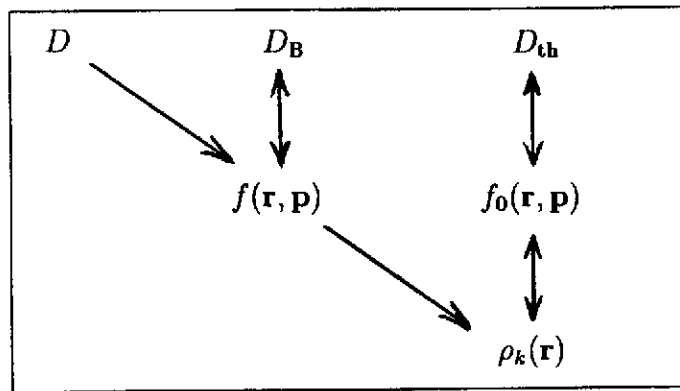 D D_B D_th
f(r, p) f_0(r, p)
ρ_k(r)